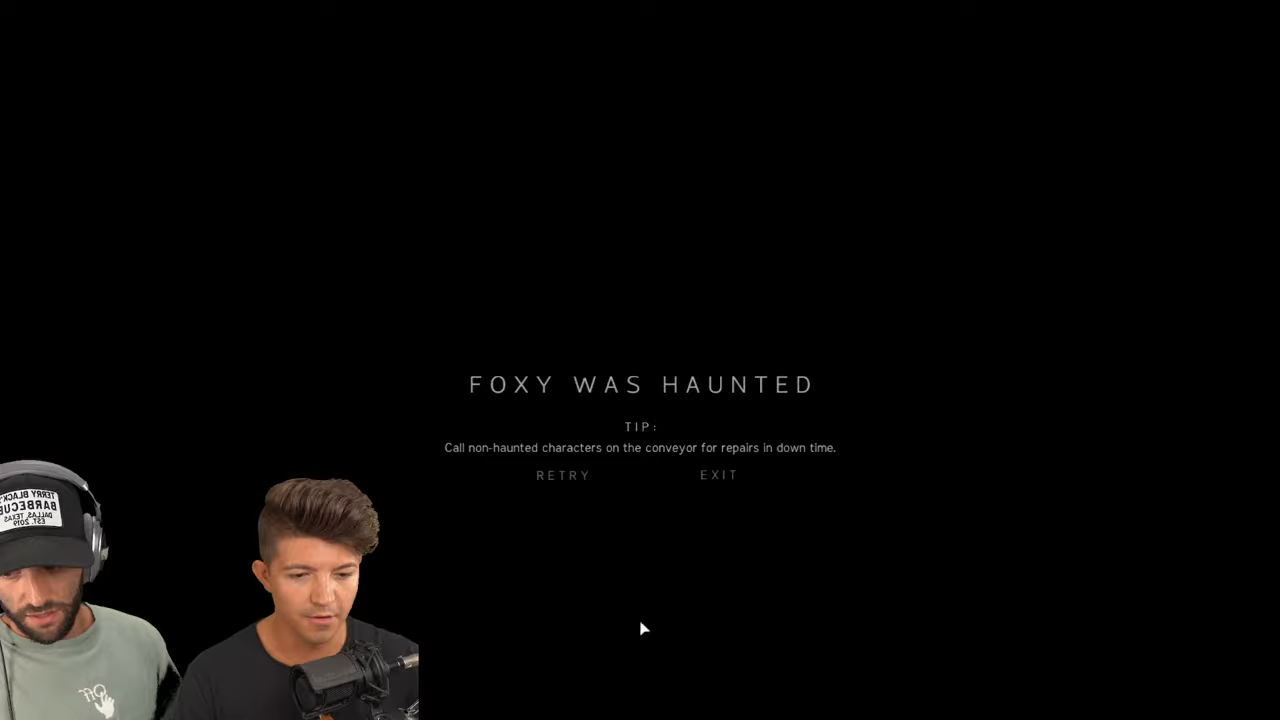 FOXY WAS HAUNTED
TIP:
Call non-haunted characters on the conveyor for repairs in down time.
RETRY EXIT
TERRY BLACK'S
BARBECUE
DALLAS, TEXAS
EST. 2019
Off